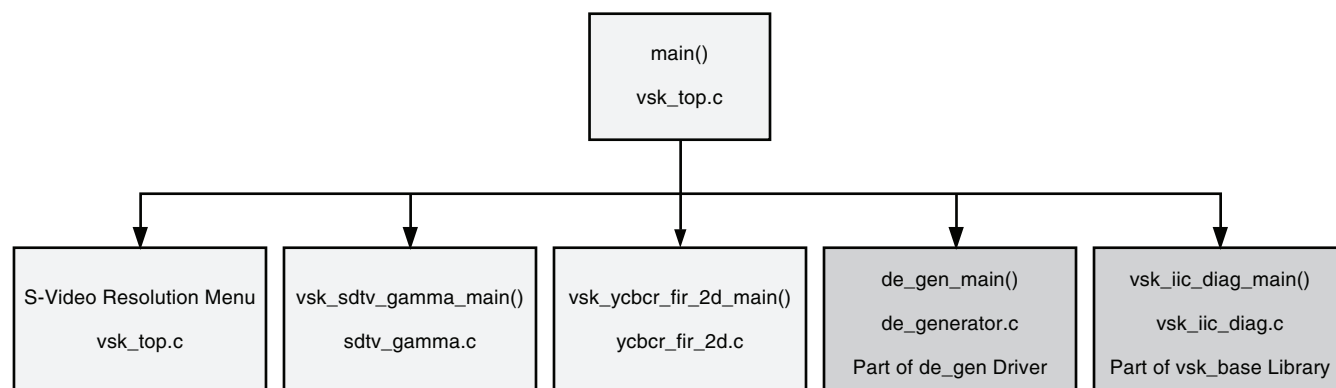 main()
vsk_top.c
S-Video Resolution Menu
vsk_top.c
vsk_sdtv_gamma_main()
sdtv_gamma.c
vsk_ycbcr_fir_2d_main()
ycbcr_fir_2d.c
de_gen_main()
de_generator.c
Part of de_gen Driver
vsk_iic_diag_main()
vsk_iic_diag.c
Part of vsk_base Library